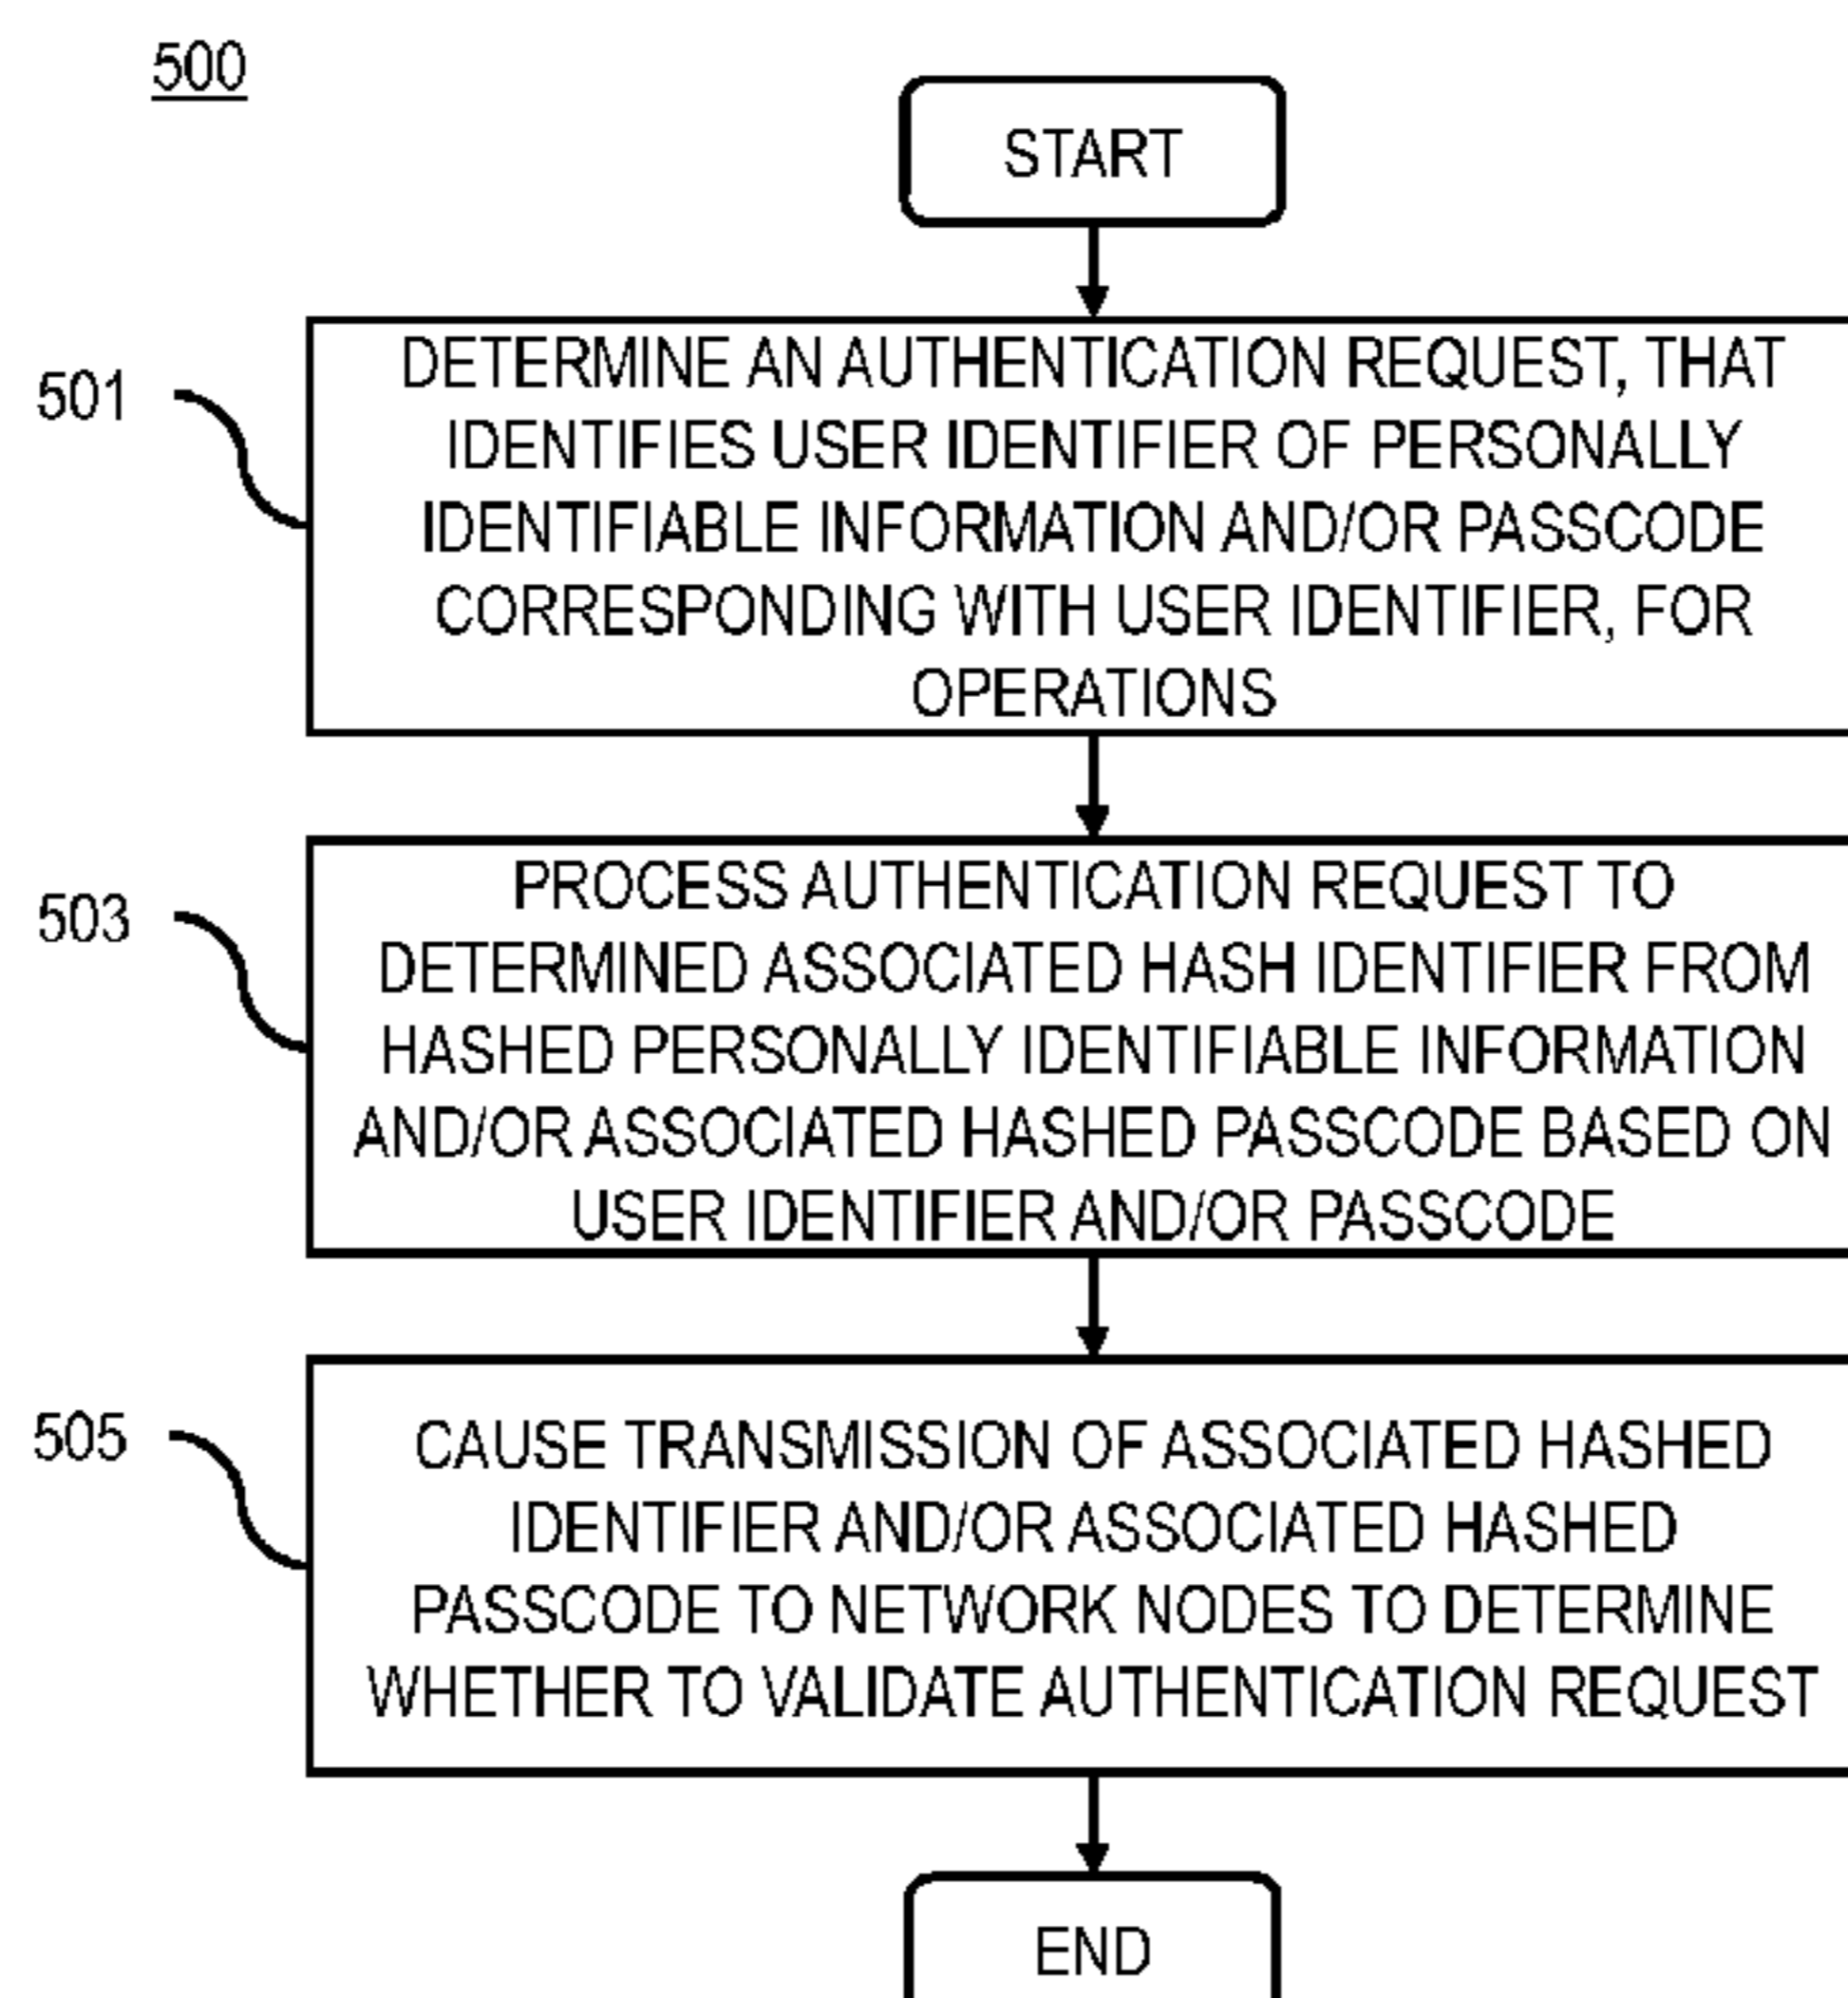 500
START
501
DETERMINE AN AUTHENTICATION REQUEST, THAT
IDENTIFIES USER IDENTIFIER OF PERSONALLY
IDENTIFIABLE INFORMATION AND/OR PASSCODE
CORRESPONDING WITH USER IDENTIFIER, FOR
OPERATIONS
503
PROCESS AUTHENTICATION REQUEST TO
DETERMINED ASSOCIATED HASH IDENTIFIER FROM
HASHED PERSONALLY IDENTIFIABLE INFORMATION
AND/OR ASSOCIATED HASHED PASSCODE BASED ON
USER IDENTIFIER AND/OR PASSCODE
505
CAUSE TRANSMISSION OF ASSOCIATED HASHED
IDENTIFIER AND/OR ASSOCIATED HASHED
PASSCODE TO NETWORK NODES TO DETERMINE
WHETHER TO VALIDATE AUTHENTICATION REQUEST
END